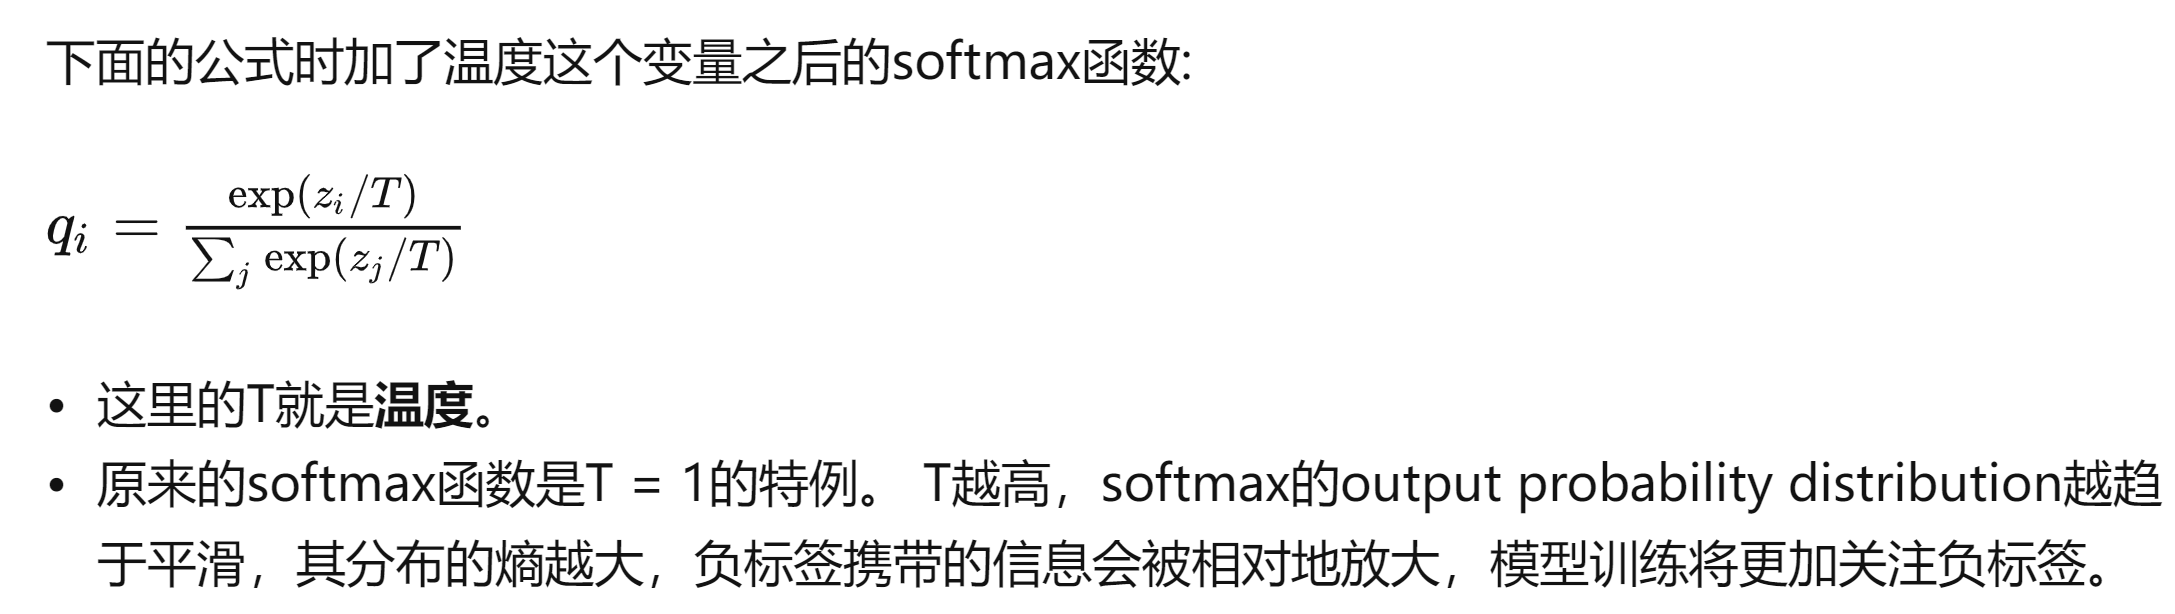 下面的公式时加了温度这个变量之后的softmax函数:
q_i = \frac{\exp(z_i/T)}{\sum_j \exp(z_j/T)}
• 这里的T就是温度。
• 原来的softmax函数是T = 1的特例。 T越高，softmax的output probability distribution越趋
于平滑，其分布的熵越大，负标签携带的信息会被相对地放大，模型训练将更加关注负标签。